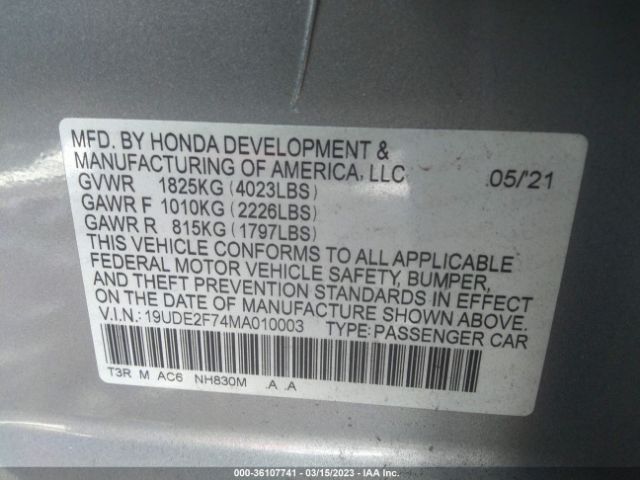 MFD. BY HONDA DEVELOPMENT &
MANUFACTURING OF AMERICA, LLC 05/'21
GVWR 1825KG (4023LBS)
GAWR F 1010KG (2226LBS)
GAWR R 815KG (1797LBS)
THIS VEHICLE CONFORMS TO ALL APPLICABLE
FEDERAL MOTOR VEHICLE SAFETY, BUMPER,
AND THEFT PREVENTION STANDARDS IN EFFECT
ON THE DATE OF MANUFACTURE SHOWN ABOVE.
V.I.N.: 19UDE2F74MA010003 TYPE: PASSENGER CAR
T3R M AC6 NH830M .A .A
000-36107741 — 03/15/2023 — IAA Inc.